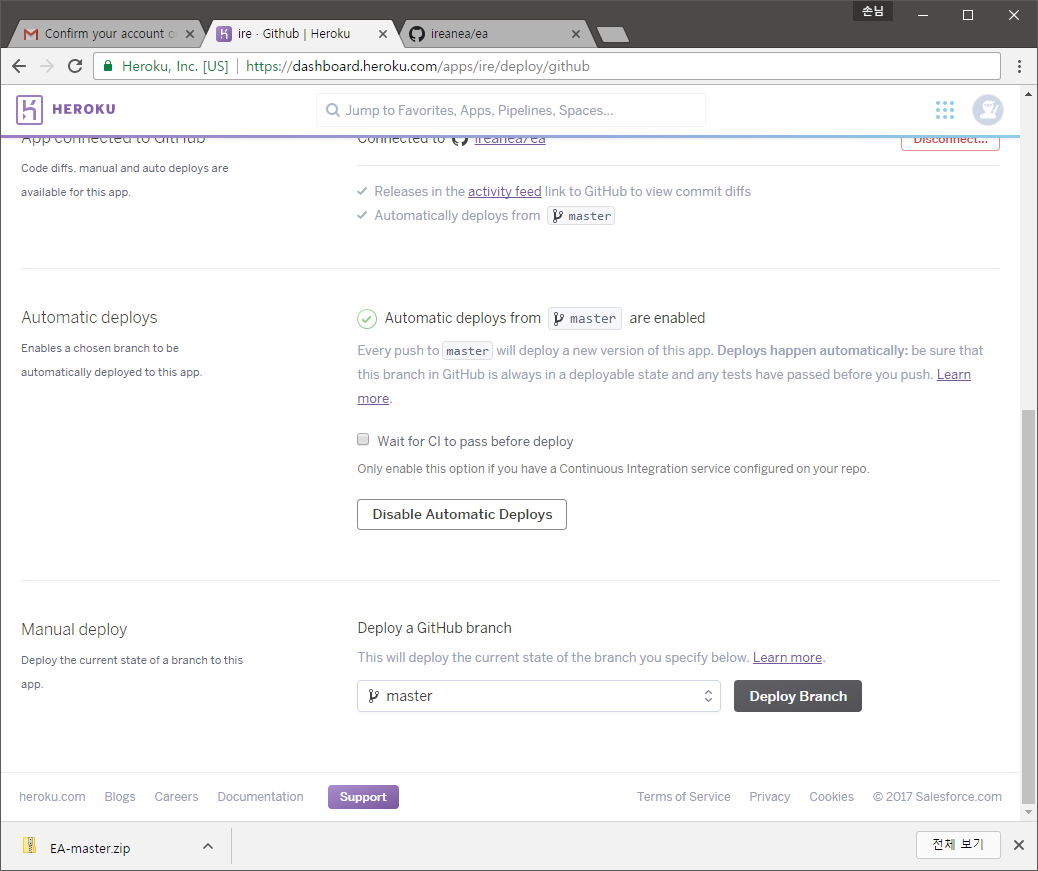 손님
Confirm your account o
ire · Github | Heroku
ireanea/ea
Heroku, Inc. [US]
https://dashboard.heroku.com/apps/ire/deploy/github
HEROKU
Jump to Favorites, Apps, Pipelines, Spaces...
App connected to GitHub
Code diffs, manual and auto deploys are
available for this app.
Connected to ireanea/ea
Disconnect...
Releases in the activity feed link to GitHub to view commit diffs
Automatically deploys from master
Automatic deploys
Enables a chosen branch to be
automatically deployed to this app.
Automatic deploys from master are enabled
Every push to master will deploy a new version of this app. Deploys happen automatically: be sure that
this branch in GitHub is always in a deployable state and any tests have passed before you push. Learn
more.
Wait for CI to pass before deploy
Only enable this option if you have a Continuous Integration service configured on your repo.
Disable Automatic Deploys
Manual deploy
Deploy the current state of a branch to this
app.
Deploy a GitHub branch
This will deploy the current state of the branch you specify below. Learn more.
master
Deploy Branch
heroku.com Blogs Careers Documentation Support
Terms of Service Privacy Cookies © 2017 Salesforce.com
EA-master.zip
전체 보기